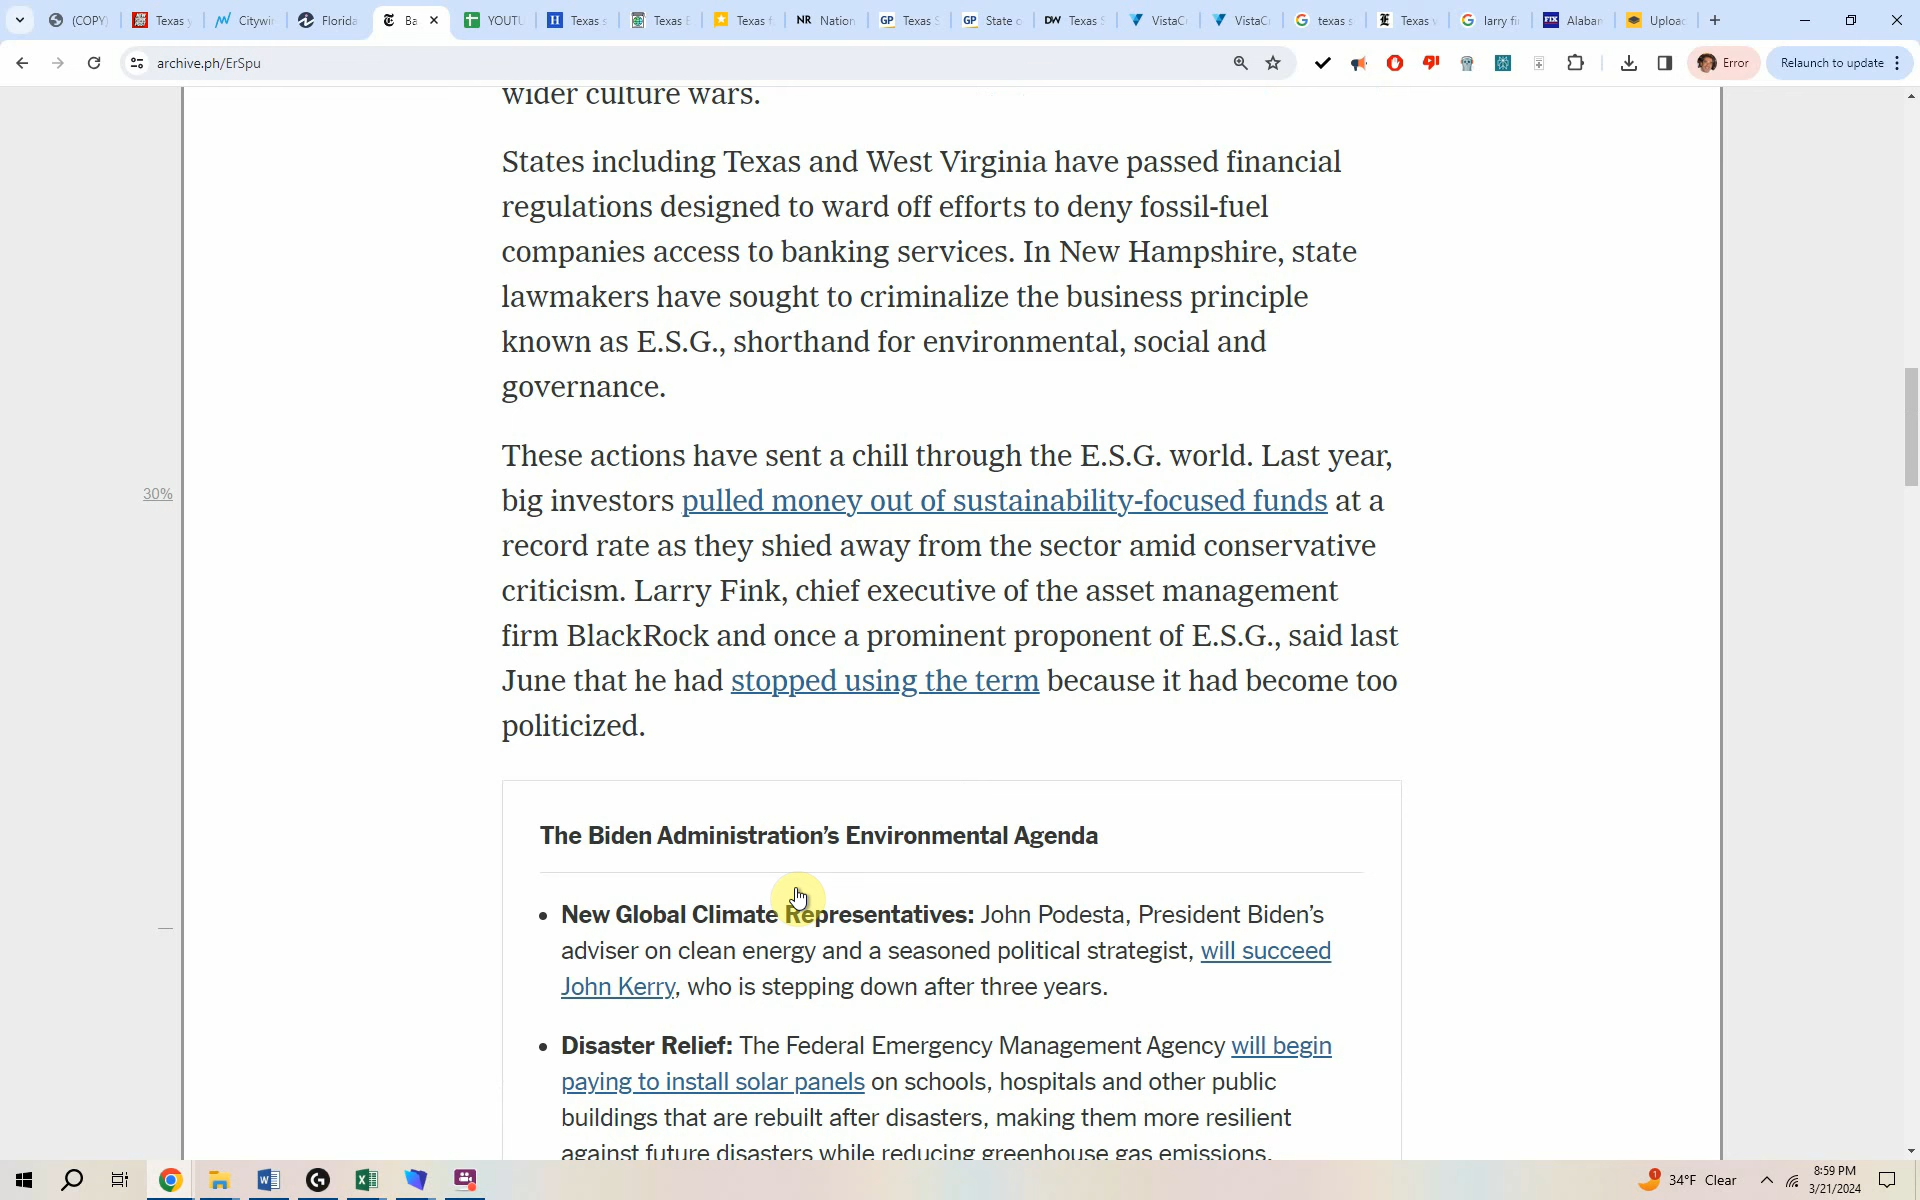 (COPY)
Texas y
Citywi
Florida
Ba
YOUTU
Texas s
Texas E
Texas f
Nation
Texas S
State o
Texas S
VistaC
VistaC
texas s
Texas v
larry fi
Alabar
Uploa
archive.ph/ErSpu
Error
Relaunch to update
wider culture wars.
States including Texas and West Virginia have passed financial
regulations designed to ward off efforts to deny fossil-fuel
companies access to banking services. In New Hampshire, state
lawmakers have sought to criminalize the business principle
known as E.S.G., shorthand for environmental, social and
governance.
These actions have sent a chill through the E.S.G. world. Last year,
big investors pulled money out of sustainability-focused funds at a
record rate as they shied away from the sector amid conservative
criticism. Larry Fink, chief executive of the asset management
firm BlackRock and once a prominent proponent of E.S.G., said last
June that he had stopped using the term because it had become too
politicized.
30%
The Biden Administration's Environmental Agenda
• New Global Climate Representatives: John Podesta, President Biden's
adviser on clean energy and a seasoned political strategist, will succeed
John Kerry, who is stepping down after three years.
• Disaster Relief: The Federal Emergency Management Agency will begin
paying to install solar panels on schools, hospitals and other public
buildings that are rebuilt after disasters, making them more resilient
against future disasters while reducing greenhouse gas emissions.
34°F Clear
8:59 PM
3/21/2024